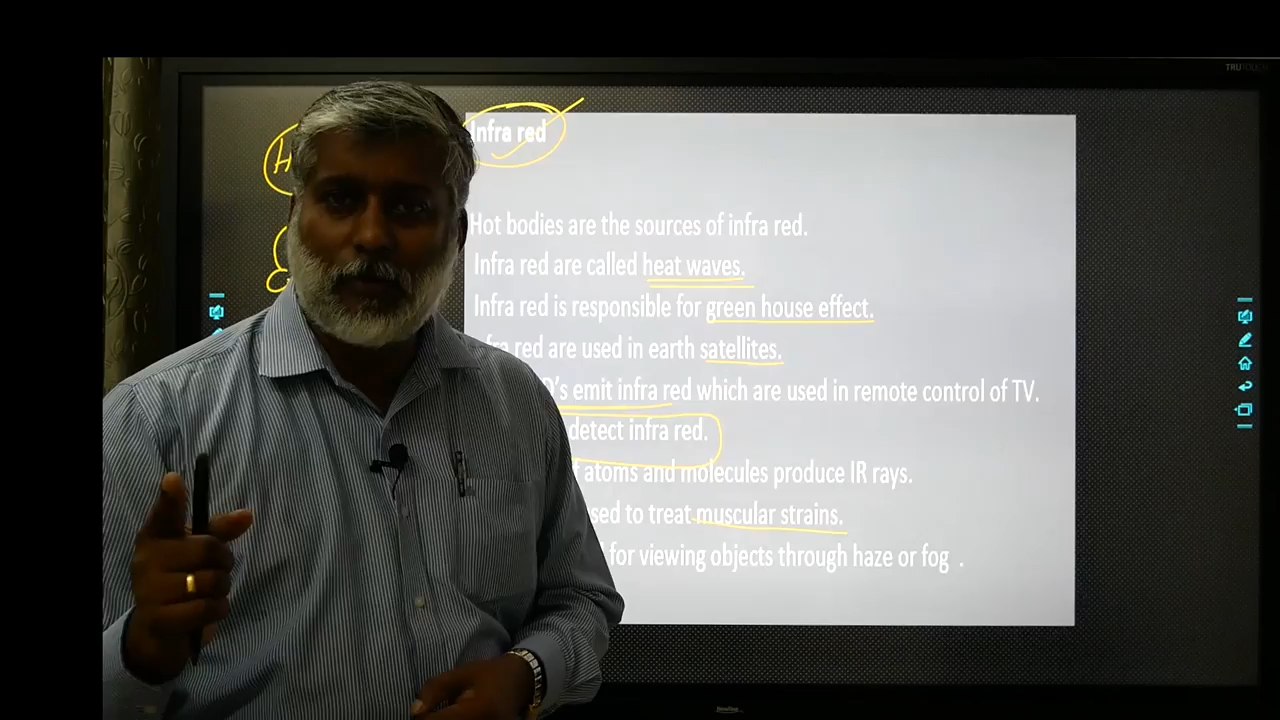 TRUTOUCH
H
Infra red
Hot bodies are the sources of infra red.
Infra red are called heat waves.
Infra red is responsible for green house effect.
fra red are used in earth satellites.
D's emit infra red which are used in remote control of TV.
detect infra red.
f atoms and molecules produce IR rays.
sed to treat muscular strains.
for viewing objects through haze or fog .